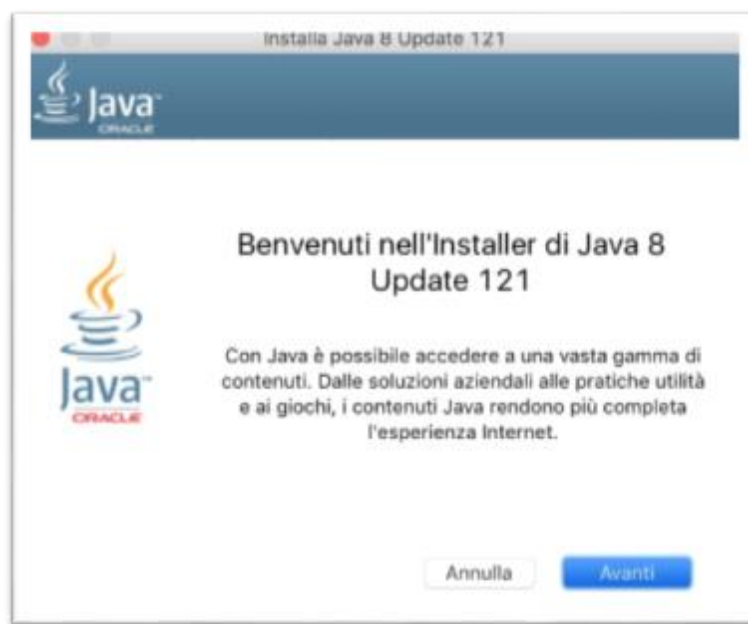 Installa Java 8 Update 121
Java™
ORACLE
Benvenuti nell'Installer di Java 8
Update 121
Java™
ORACLE
Con Java è possibile accedere a una vasta gamma di
contenuti. Dalle soluzioni aziendali alle pratiche utilità
e ai giochi, i contenuti Java rendono più completa
l'esperienza Internet.
Annulla
Avanti